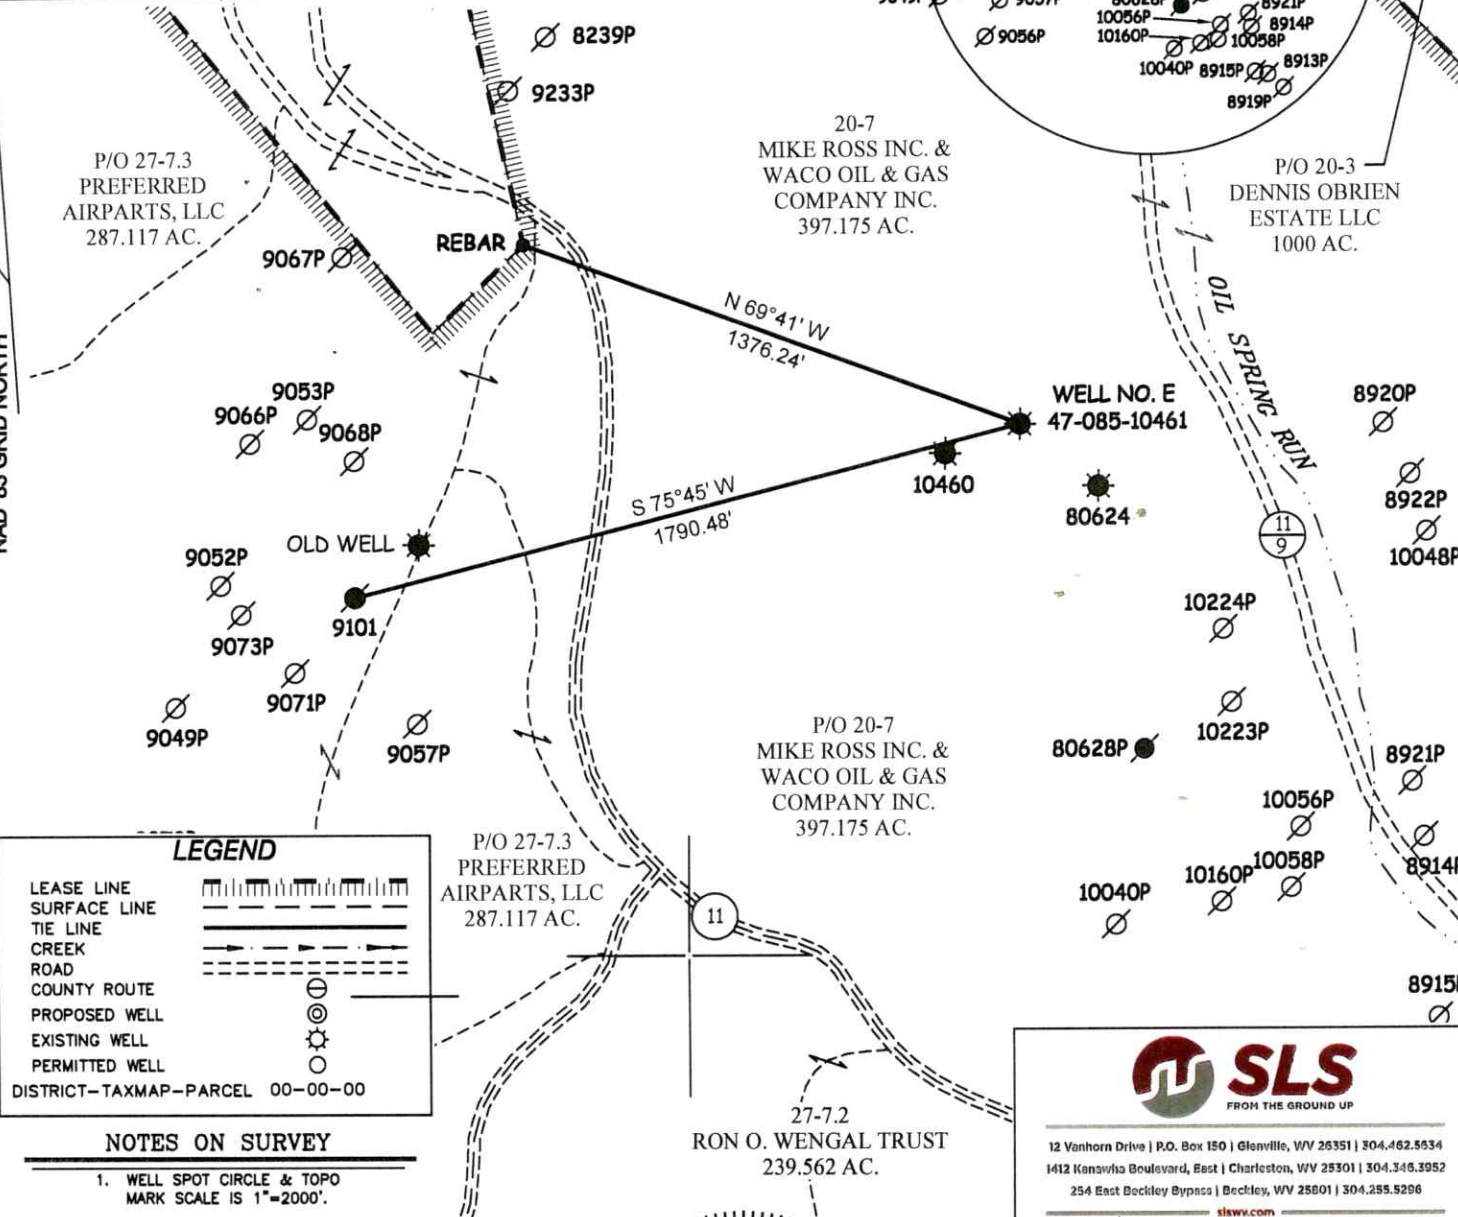 9057P
80628P
8921P
10056P
8914P
9056P
10160P
10058P
10040P
8915P
8913P
8919P
8239P
9233P
P/O 27-7.3
PREFERRED
AIRPARTS, LLC
287.117 AC.
20-7
MIKE ROSS INC. &
WACO OIL & GAS
COMPANY INC.
397.175 AC.
P/O 20-3
DENNIS OBRIEN
ESTATE LLC
1000 AC.
REBAR
9067P
N 69°41' W
1376.24'
OIL SPRING RUN
GRID NORTH
WELL NO. E
47-085-10461
9053P
9066P
9068P
8920P
10460
80624
8922P
S 75°45' W
1790.48'
11
9
10048P
OLD WELL
9052P
9101
9073P
10224P
9071P
9049P
9057P
10223P
P/O 20-7
MIKE ROSS INC. &
WACO OIL & GAS
COMPANY INC.
397.175 AC.
80628P
8921P
10056P
8914P
10160P
10058P
10040P
P/O 27-7.3
PREFERRED
AIRPARTS, LLC
287.117 AC.
11
8915
LEGEND
LEASE LINE
SURFACE LINE
TIE LINE
CREEK
ROAD
COUNTY ROUTE
PROPOSED WELL
EXISTING WELL
PERMITTED WELL
DISTRICT-TAXMAP-PARCEL 00-00-00
NOTES ON SURVEY
1. WELL SPOT CIRCLE & TOPO
MARK SCALE IS 1"=2000'.
27-7.2
RON O. WENGAL TRUST
239.562 AC.
SLS
FROM THE GROUND UP
12 Vanhorn Drive | P.O. Box 150 | Glenville, WV 26351 | 304.462.5634
1412 Kanawha Boulevard, East | Charleston, WV 25301 | 304.346.3952
254 East Beckley Bypass | Beckley, WV 25801 | 304.255.5296
slswv.com